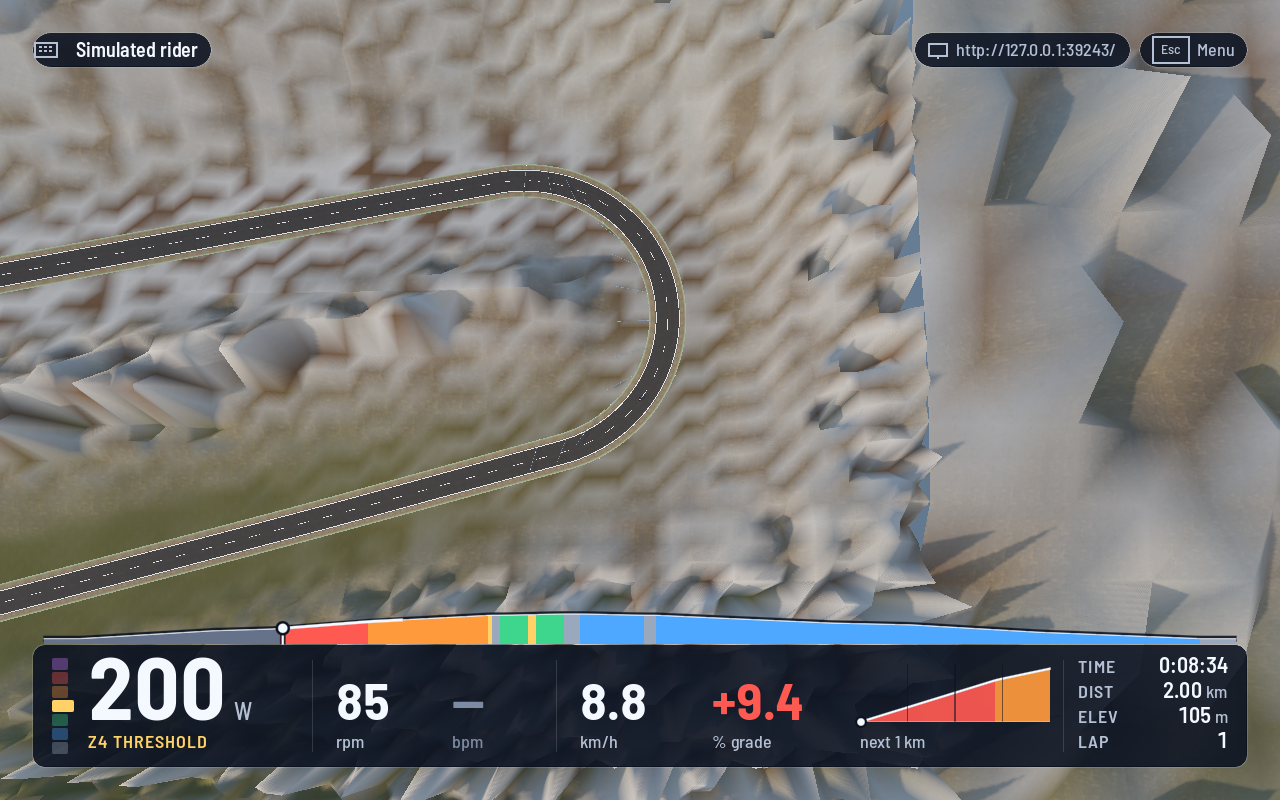 Simulated rider
http://127.0.0.1:39243/
Esc Menu
200 W
Z4 THRESHOLD
85
rpm
—
bpm
8.8
km/h
+9.4
% grade
next 1 km
TIME 0:08:34
DIST 2.00 km
ELEV 105 m
LAP 1